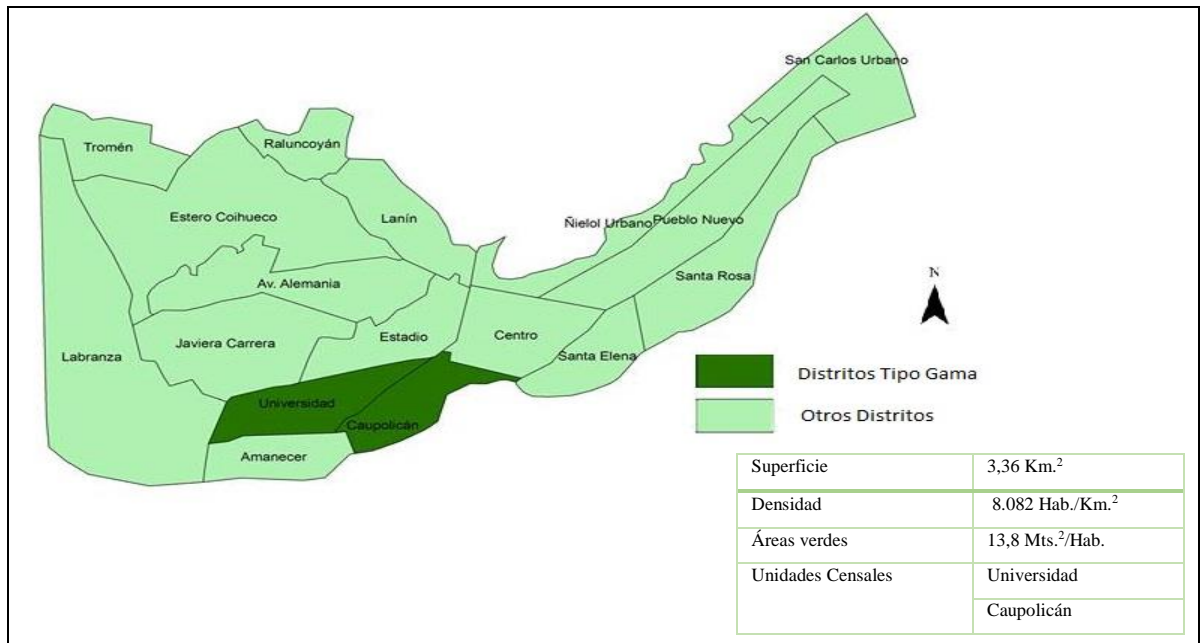 San Carlos Urbano
Tromén
Raluncoyán
Estero Coihueco
Lanín
Ñielol Urbano
Pueblo Nuevo
Santa Rosa
N
Av. Alemania
Labranza
Javiera Carrera
Estadio
Centro
Santa Elena
Universidad
Caupolicán
Amanecer
Distritos Tipo Gama
Otros Distritos
Superficie 3,36 Km.²
Densidad 8.082 Hab./Km.²
Áreas verdes 13,8 Mts.²/Hab.
Unidades Censales Universidad
Caupolicán